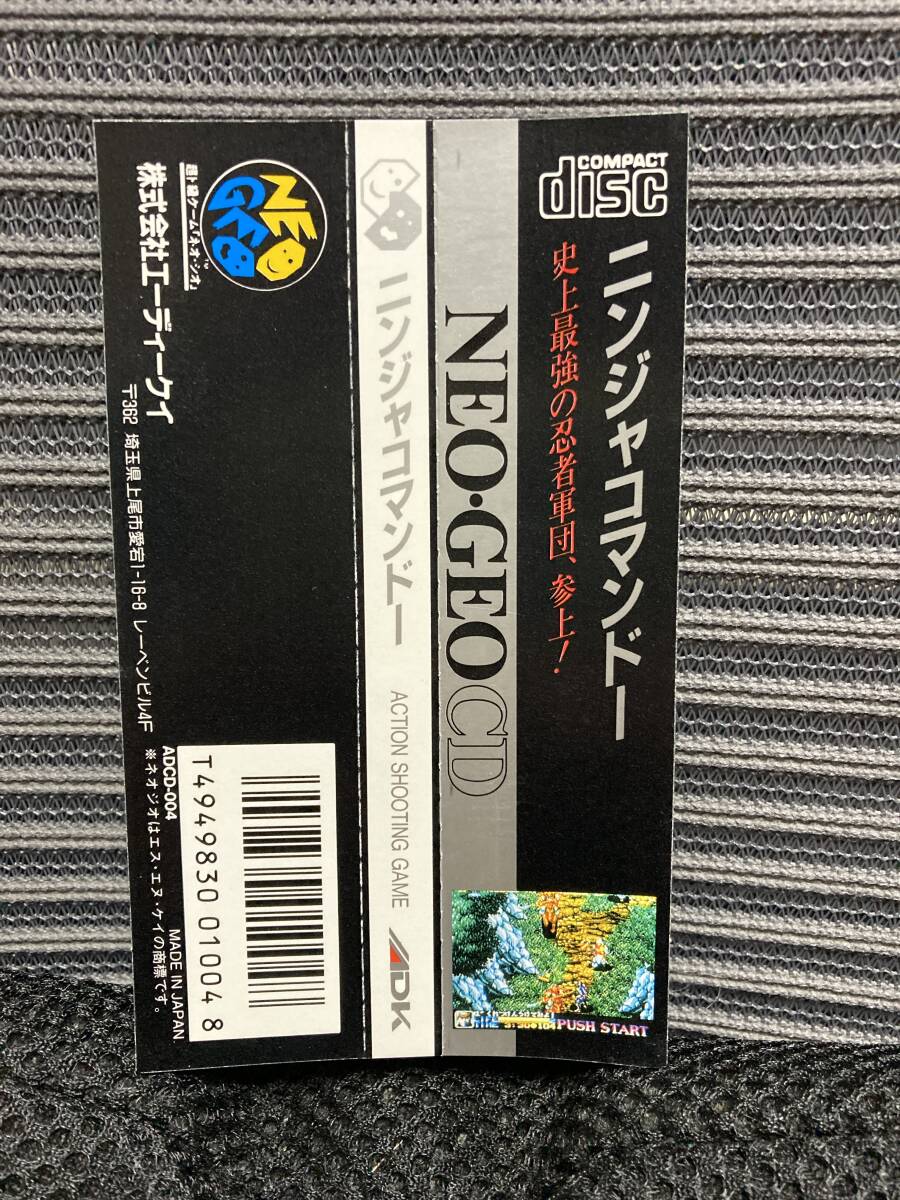 COMPACT
disc
ニンジャコマンドー
史上最強の忍者軍団、参上!
NEO・GEO CD
PUSH START
ニンジャコマンドー
ACTION SHOOTING GAME
ADK
NEO
GEO
TM
株式会社エーディーケイ
〒362 埼玉県上尾市愛宕1-16-8 レーベンビル4F
T4949830 01004 8
ADCD-004
MADE IN JAPAN
※ネオジオはエス・エヌ・ケイの商標です。